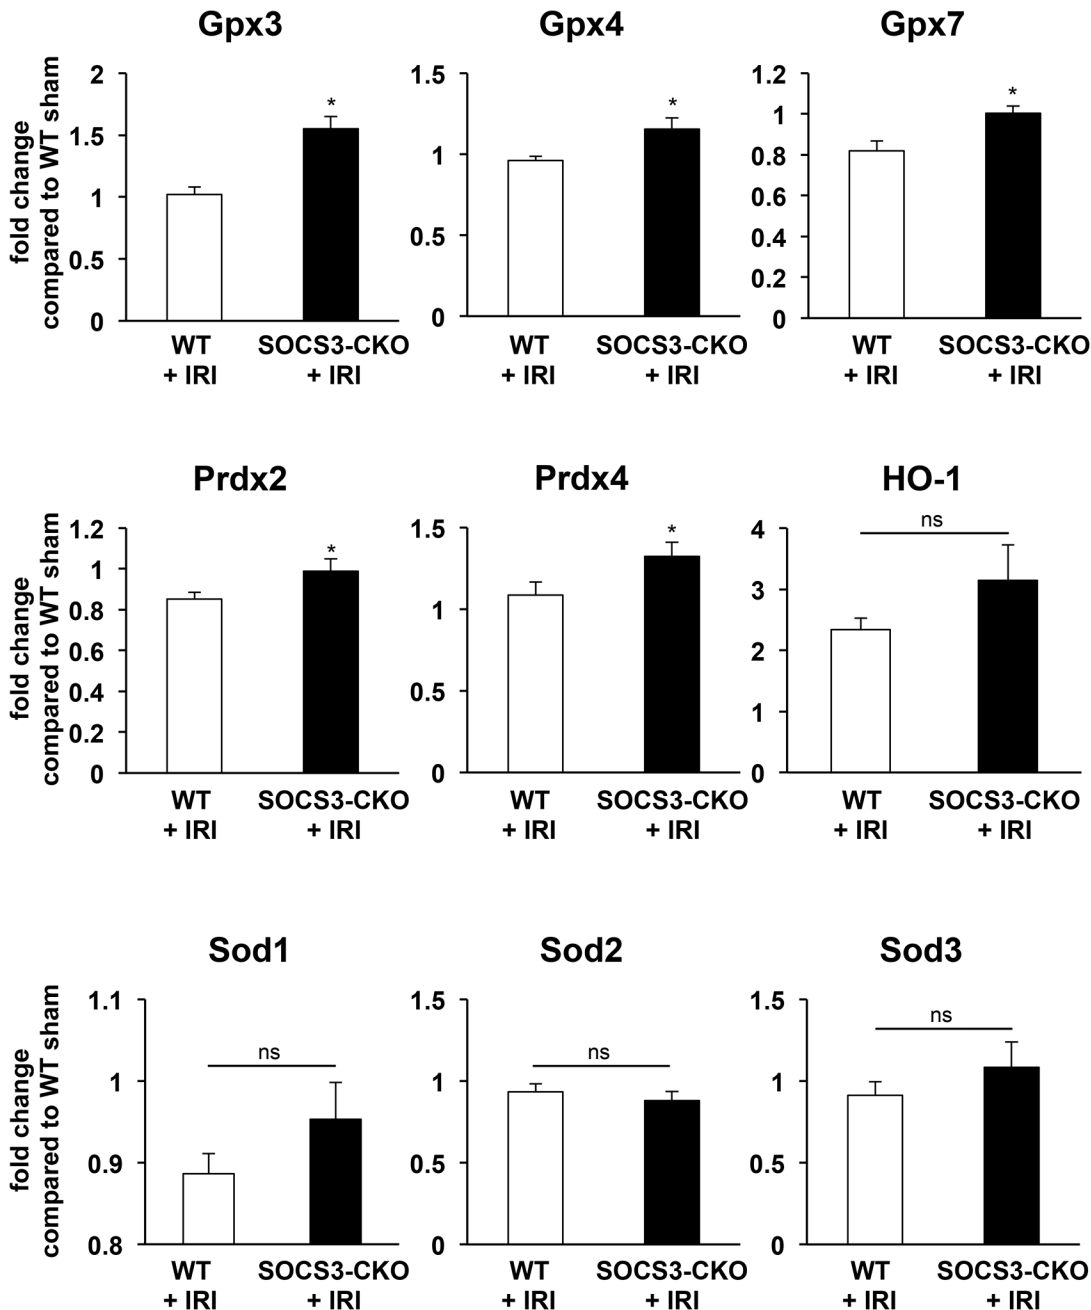 Gpx3
Gpx4
Gpx7
fold change
compared to WT sham
2
1.5
1
0.5
0
*
WT
+ IRI
SOCS3-CKO
+ IRI
1.5
1
0.5
0
*
WT
+ IRI
SOCS3-CKO
+ IRI
1.2
1
0.8
0.6
0.4
0.2
0
*
WT
+ IRI
SOCS3-CKO
+ IRI
Prdx2
Prdx4
HO-1
fold change
compared to WT sham
1.2
1
0.8
0.6
0.4
0.2
0
*
WT
+ IRI
SOCS3-CKO
+ IRI
1.5
1
0.5
0
*
WT
+ IRI
SOCS3-CKO
+ IRI
4
3
2
1
0
ns
WT
+ IRI
SOCS3-CKO
+ IRI
Sod1
Sod2
Sod3
fold change
compared to WT sham
1.1
1
0.9
0.8
ns
WT
+ IRI
SOCS3-CKO
+ IRI
1.5
1
0.5
0
ns
WT
+ IRI
SOCS3-CKO
+ IRI
1.5
1
0.5
0
ns
WT
+ IRI
SOCS3-CKO
+ IRI